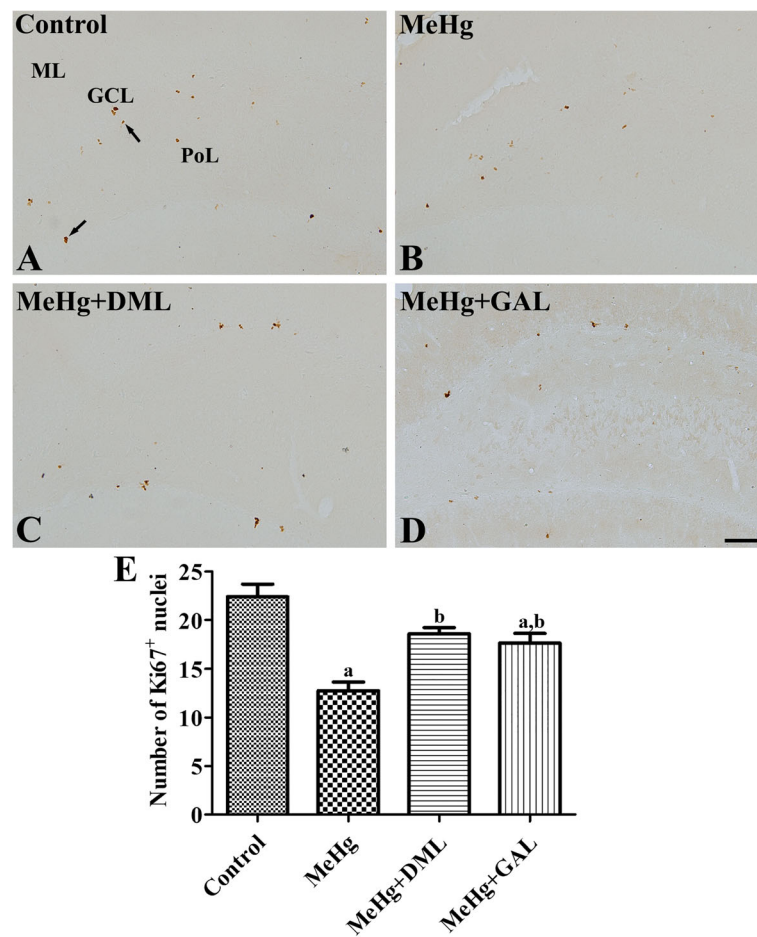 Control
MeHg
ML
GCL
PoL
A
B
MeHg+DML
MeHg+GAL
C
D
E
Number of Ki67+ nuclei
25
20
15
10
5
0
a
b
a,b
Control
MeHg
MeHg+DML
MeHg+GAL